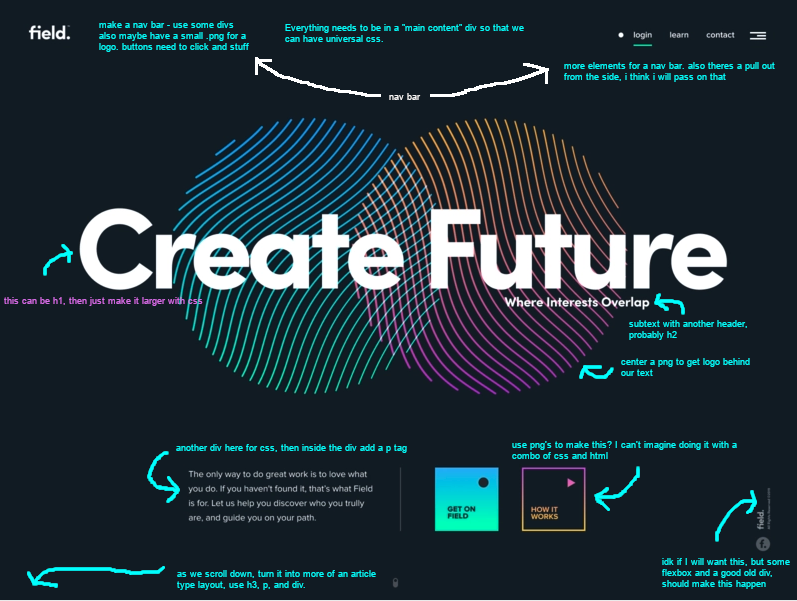 field.
make a nav bar - use some divs
also maybe have a small .png for a
logo. buttons need to click and stuff
Everything needs to be in a "main content" div so that we
can have universal css.
login
learn
contact
more elements for a nav bar. also theres a pull out
from the side, i think i will pass on that
nav bar
Create Future
this can be h1, then just make it larger with css
Where Interests Overlap
subtext with another header,
probably h2
center a png to get logo behind
our text
another div here for css, then inside the div add a p tag
use png's to make this? I can't imagine doing it with a
combo of css and html
The only way to do great work is to love what
you do. If you haven't found it, that's what Field
is for. Let us help you discover who you trully
are, and guide you on your path.
GET ON
FIELD
HOW IT
WORKS
field.
f.
idk if I will want this, but some
flexbox and a good old div,
should make this happen
as we scroll down, turn it into more of an article
type layout, use h3, p, and div.